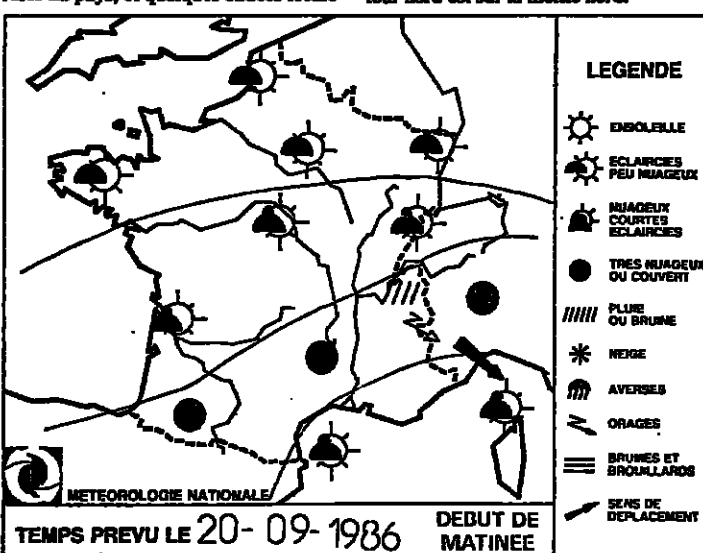 LEGENDE
ENSOLEILLE
ECLAIRCIES
PEU NUAGEUX
NUAGEUX
COURTES
ECLAIRCIES
TRES NUAGEUX
OU COUVERT
PLUIE
OU BRUINE
NEIGE
AVERSES
ORAGES
BRUMES ET
BROUILLARDS
SENS DE
DEPLACEMENT
METEOROLOGIE NATIONALE
TEMPS PREVU LE 20-09-1986 DEBUT DE
MATINEE